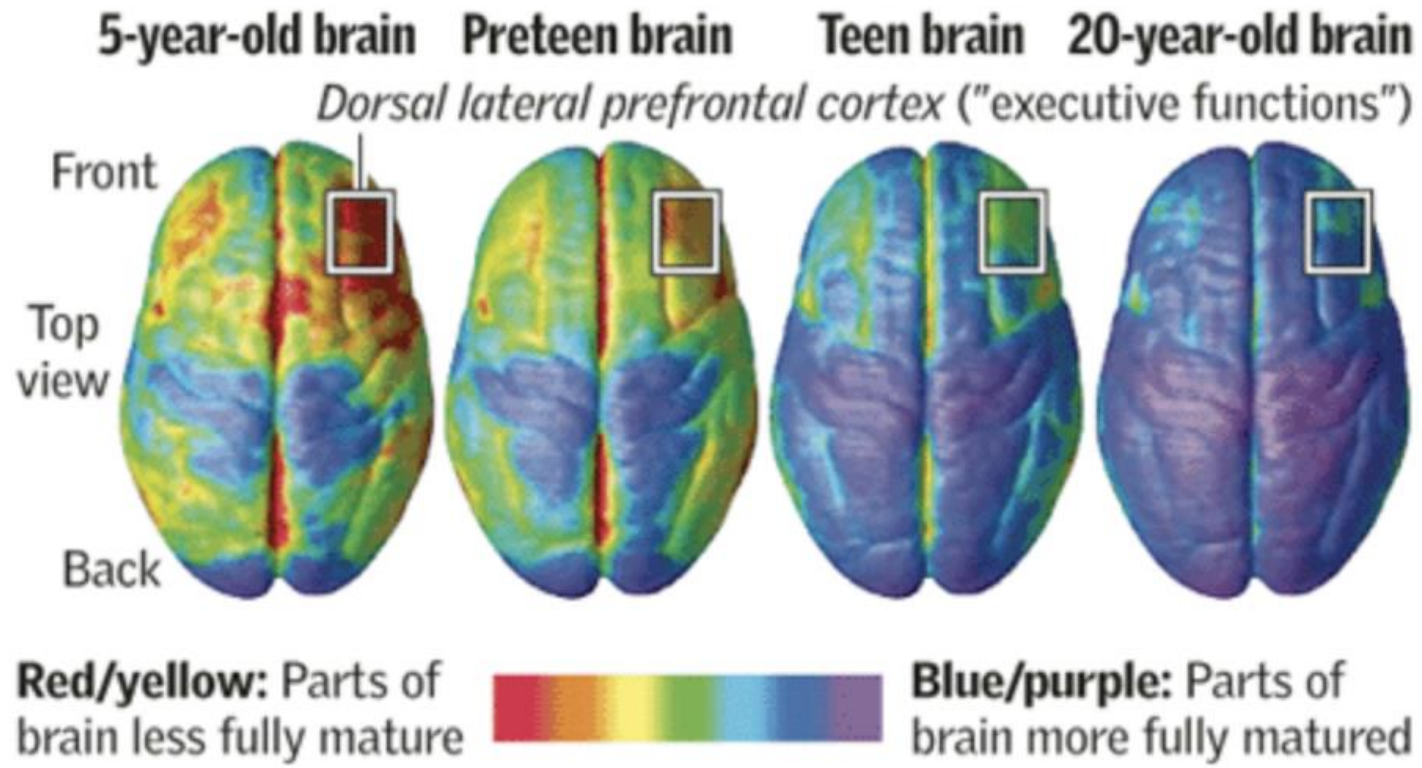 5-year-old brain Preteen brain Teen brain 20-year-old brain
Dorsal lateral prefrontal cortex ("executive functions")
Front
Top
view
Back
Red/yellow: Parts of
brain less fully mature
Blue/purple: Parts of
brain more fully matured